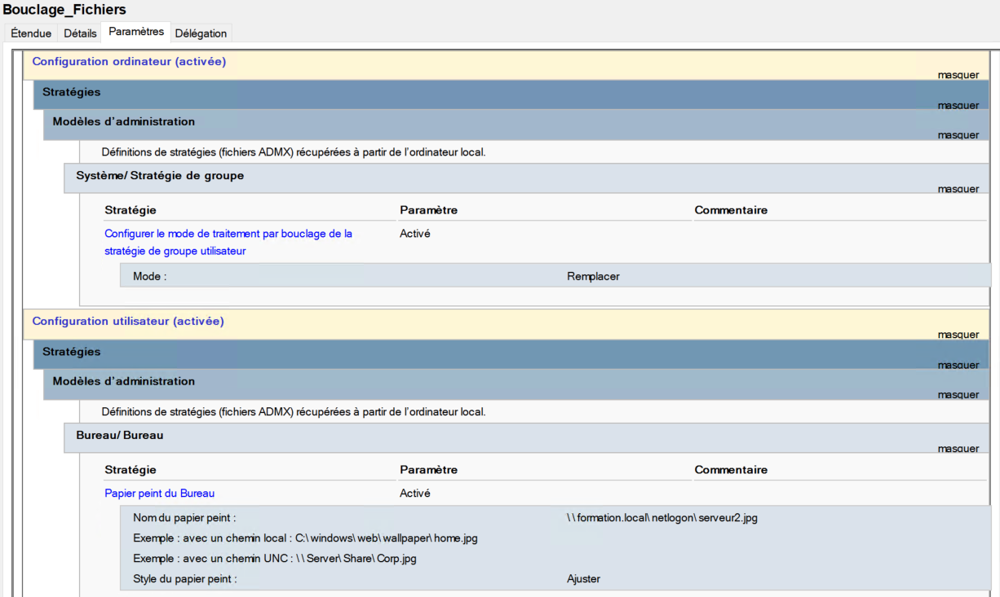 Bouclage_Fichiers
Étendue Détails Paramètres Délégation
Configuration ordinateur (activée)
masquer
Stratégies
masquer
Modèles d'administration
masquer
Définitions de stratégies (fichiers ADMX) récupérées à partir de l'ordinateur local.
Système/ Stratégie de groupe
masquer
Stratégie Paramètre Commentaire
Configurer le mode de traitement par bouclage de la Activé
stratégie de groupe utilisateur
Mode : Remplacer
Configuration utilisateur (activée)
masquer
Stratégies
masquer
Modèles d'administration
masquer
Définitions de stratégies (fichiers ADMX) récupérées à partir de l'ordinateur local.
Bureau/ Bureau
masquer
Stratégie Paramètre Commentaire
Papier peint du Bureau Activé
Nom du papier peint : \\formation.local\netlogon\serveur2.jpg
Exemple : avec un chemin local : C:\windows\web\wallpaper\home.jpg
Exemple : avec un chemin UNC : \\Server\Share\Corp.jpg
Style du papier peint : Ajuster